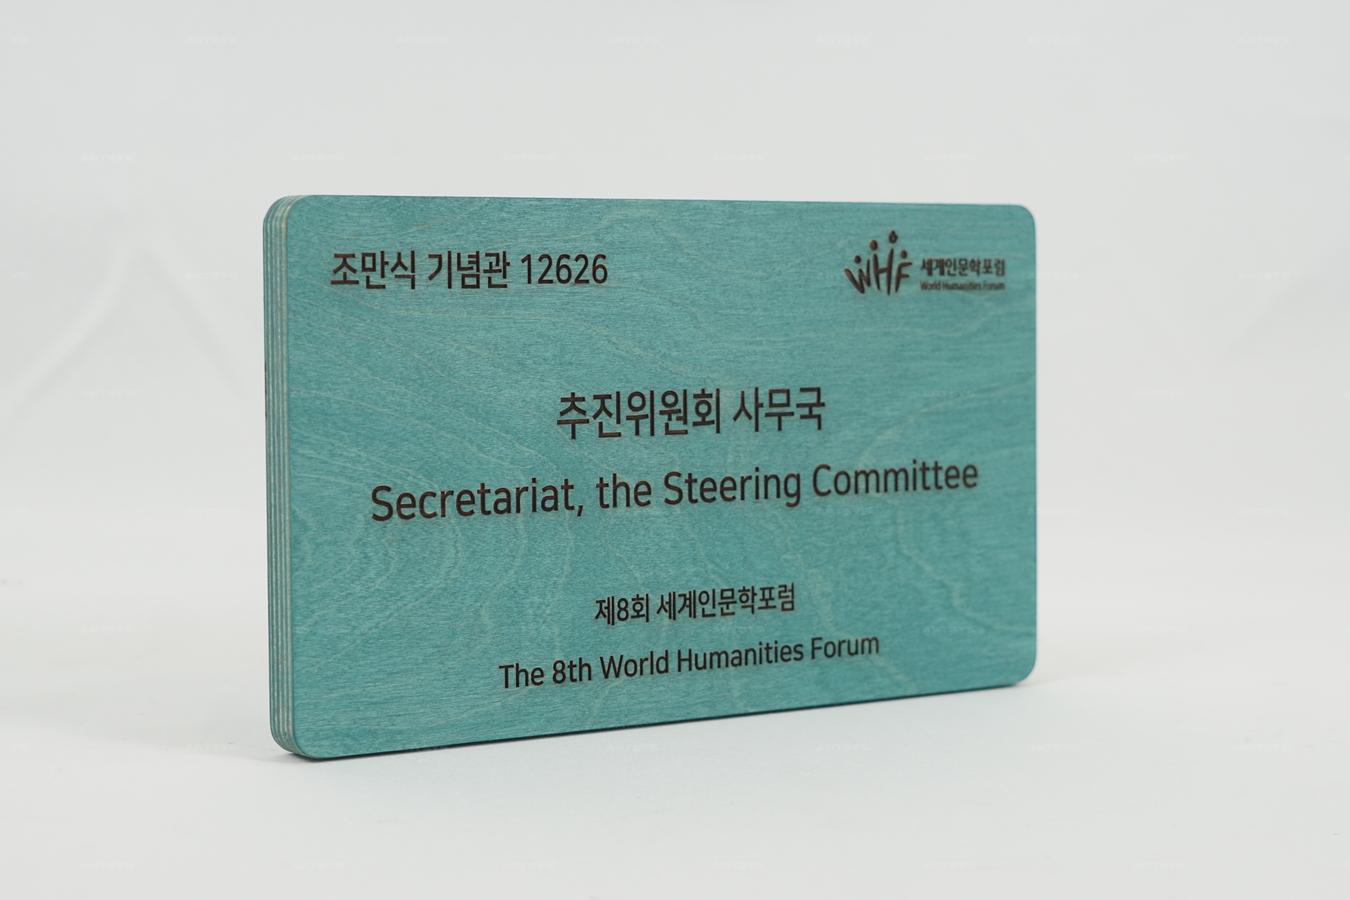 조만식 기념관 12626
WHF 세계인문학포럼
World Humanities Forum
추진위원회 사무국
Secretariat, the Steering Committee
제8회 세계인문학포럼
The 8th World Humanities Forum